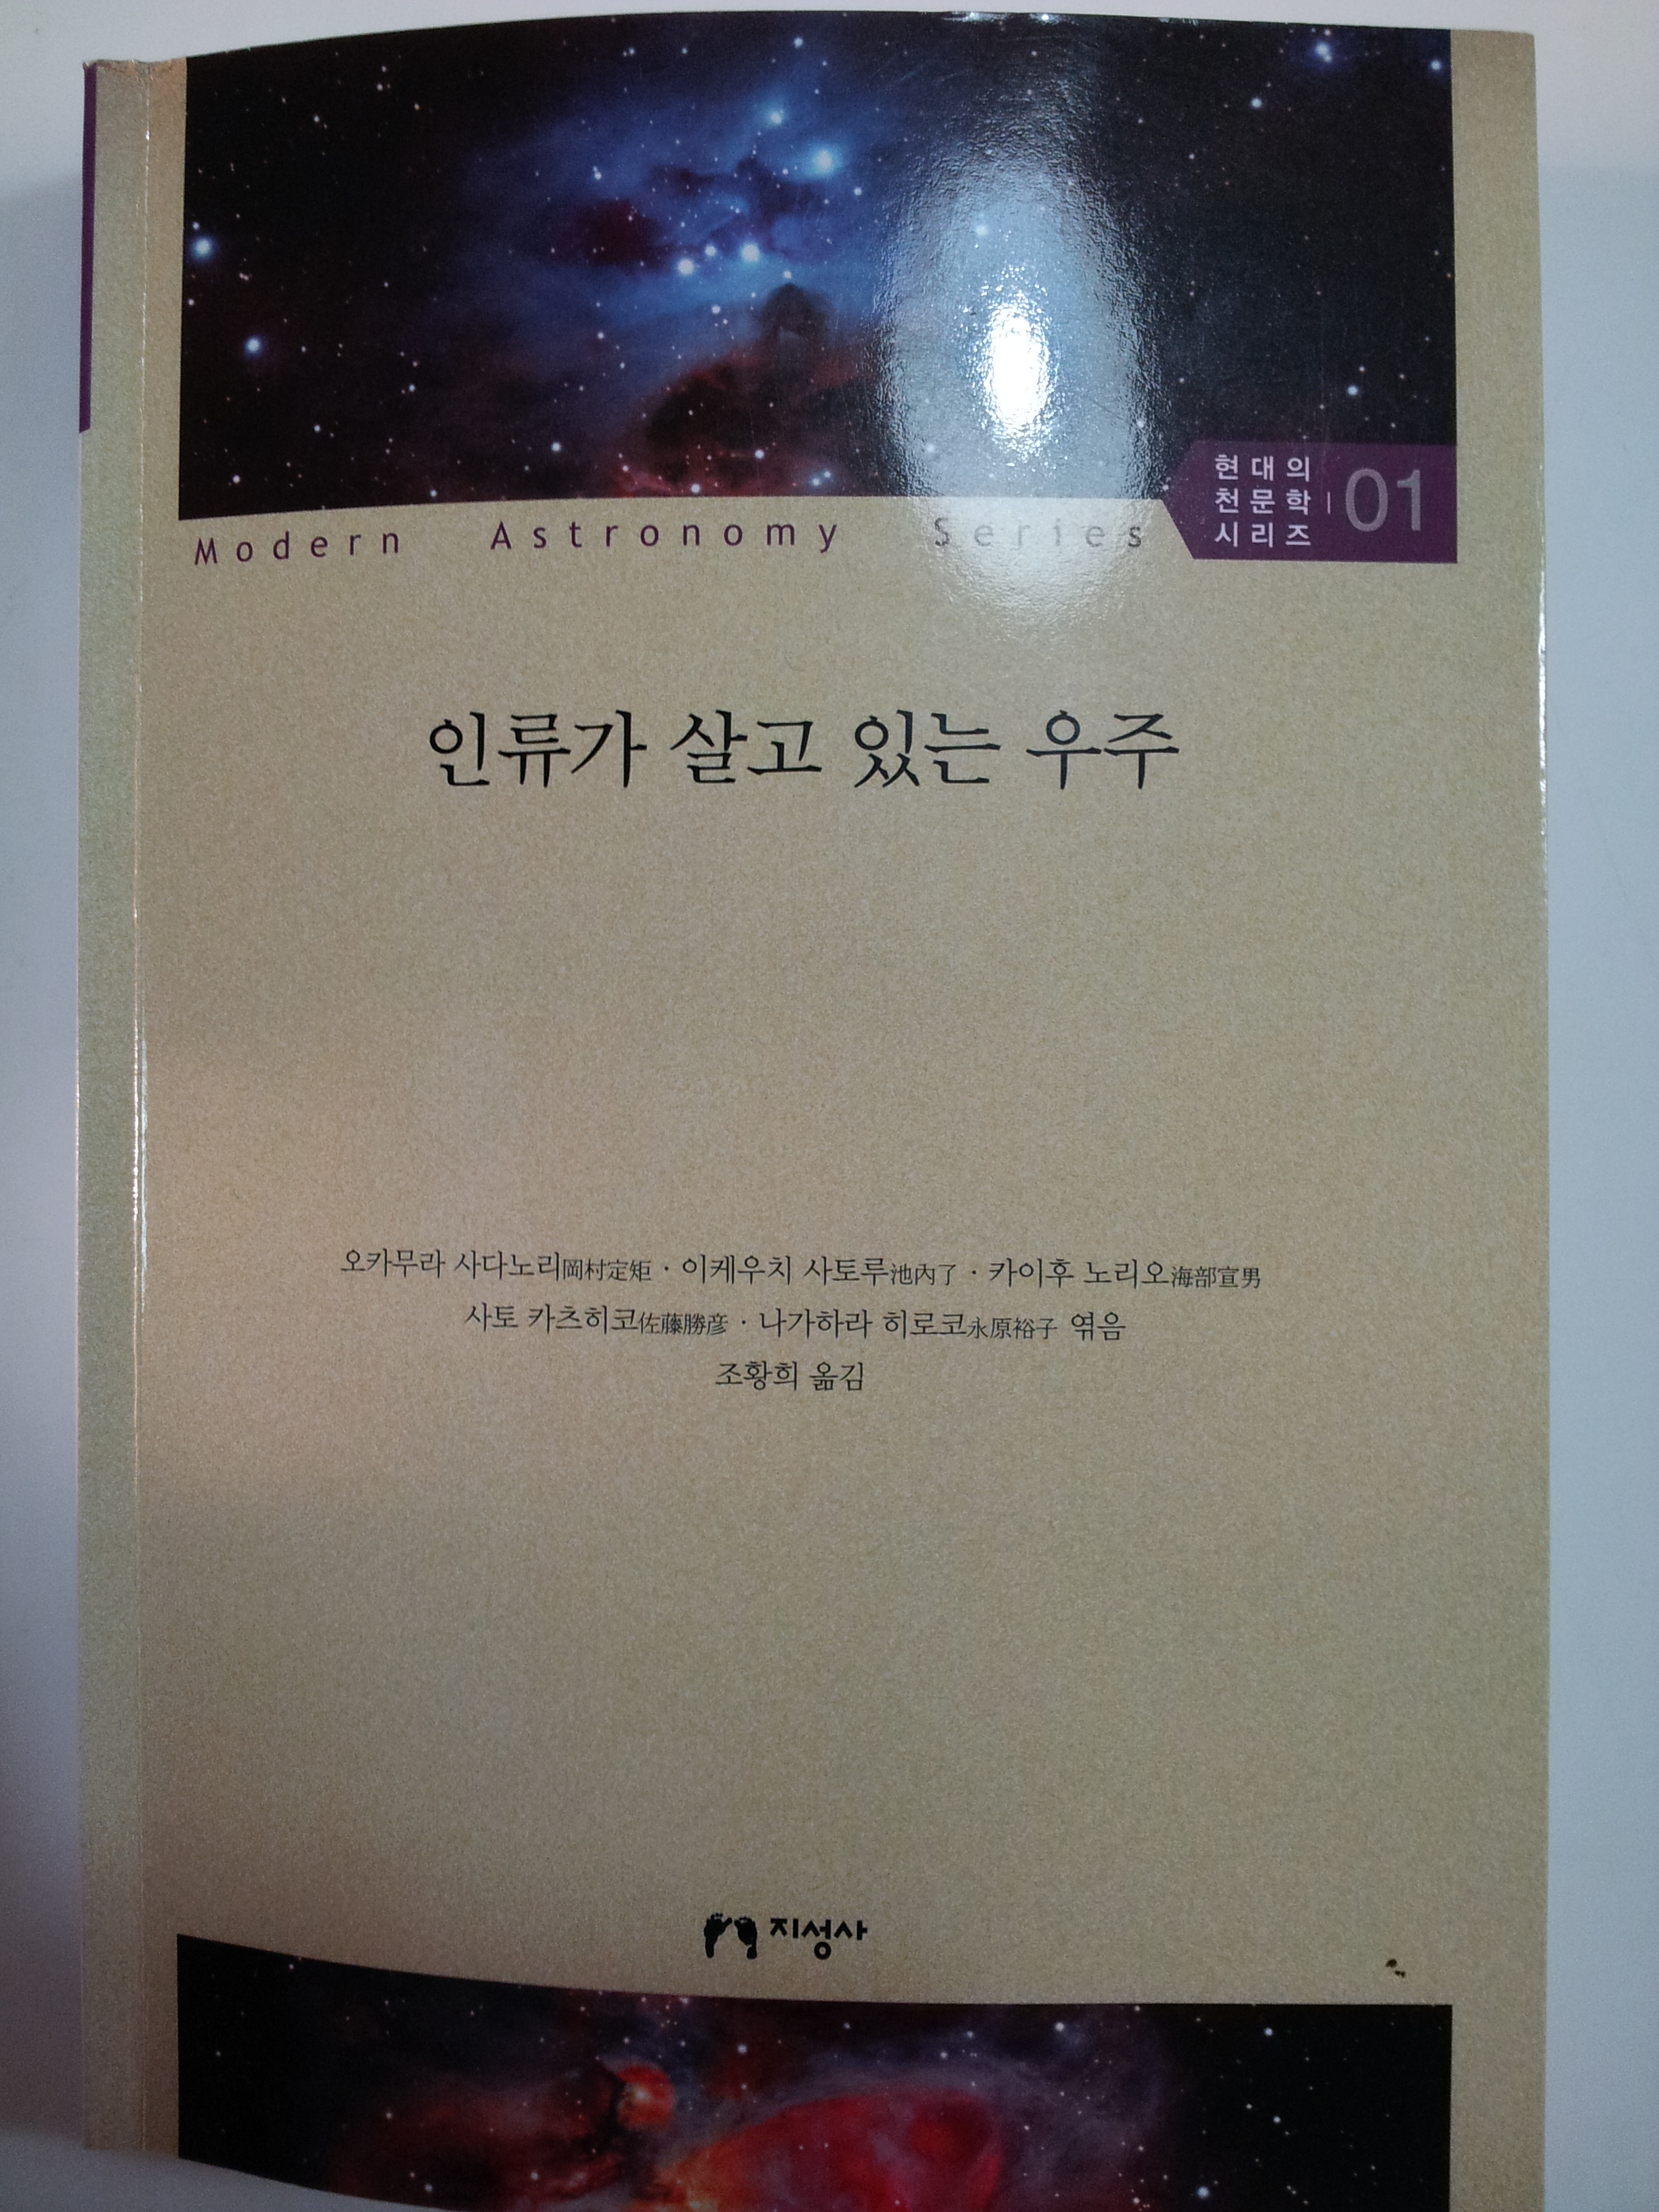 현대의
천문학
시리즈
01
Modern Astronomy Series
인류가 살고 있는 우주
오카무라 사다노리岡村定矩 · 이케우치 사토루池內了 · 카이후 노리오海部宣男
사토 카츠히코佐藤勝彦 · 나가하라 히로코永原裕子 엮음
조황희 옮김
지성사